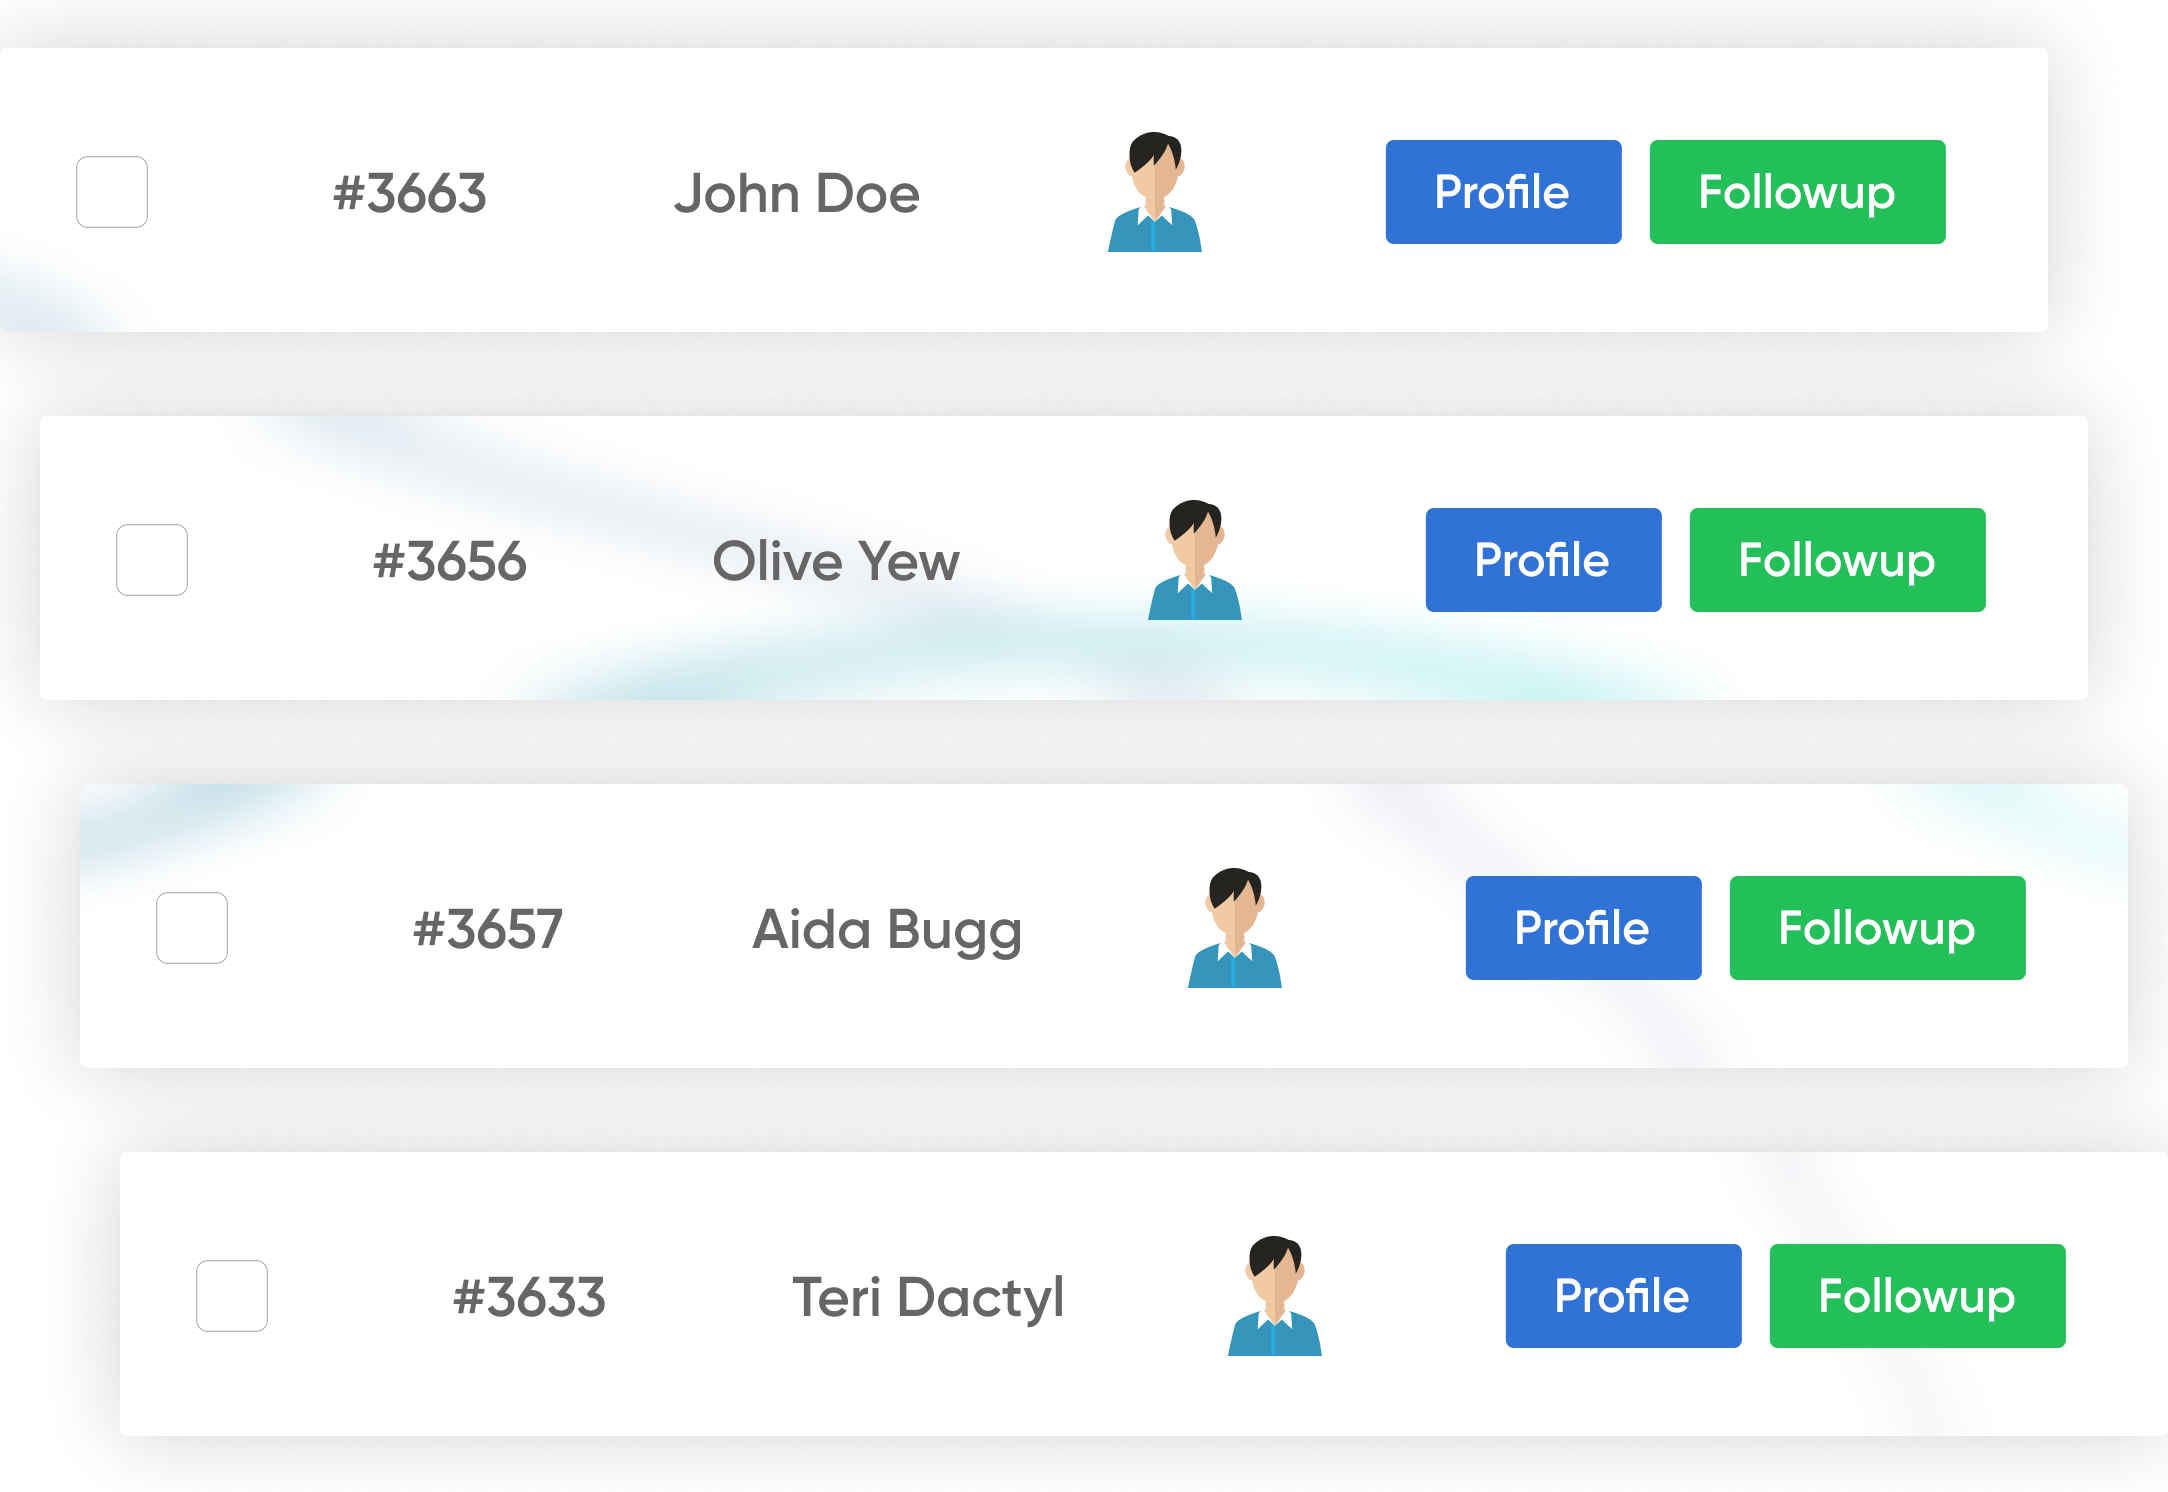 #3663 John Doe Profile Followup
#3656 Olive Yew Profile Followup
#3657 Aida Bugg Profile Followup
#3633 Teri Dactyl Profile Followup